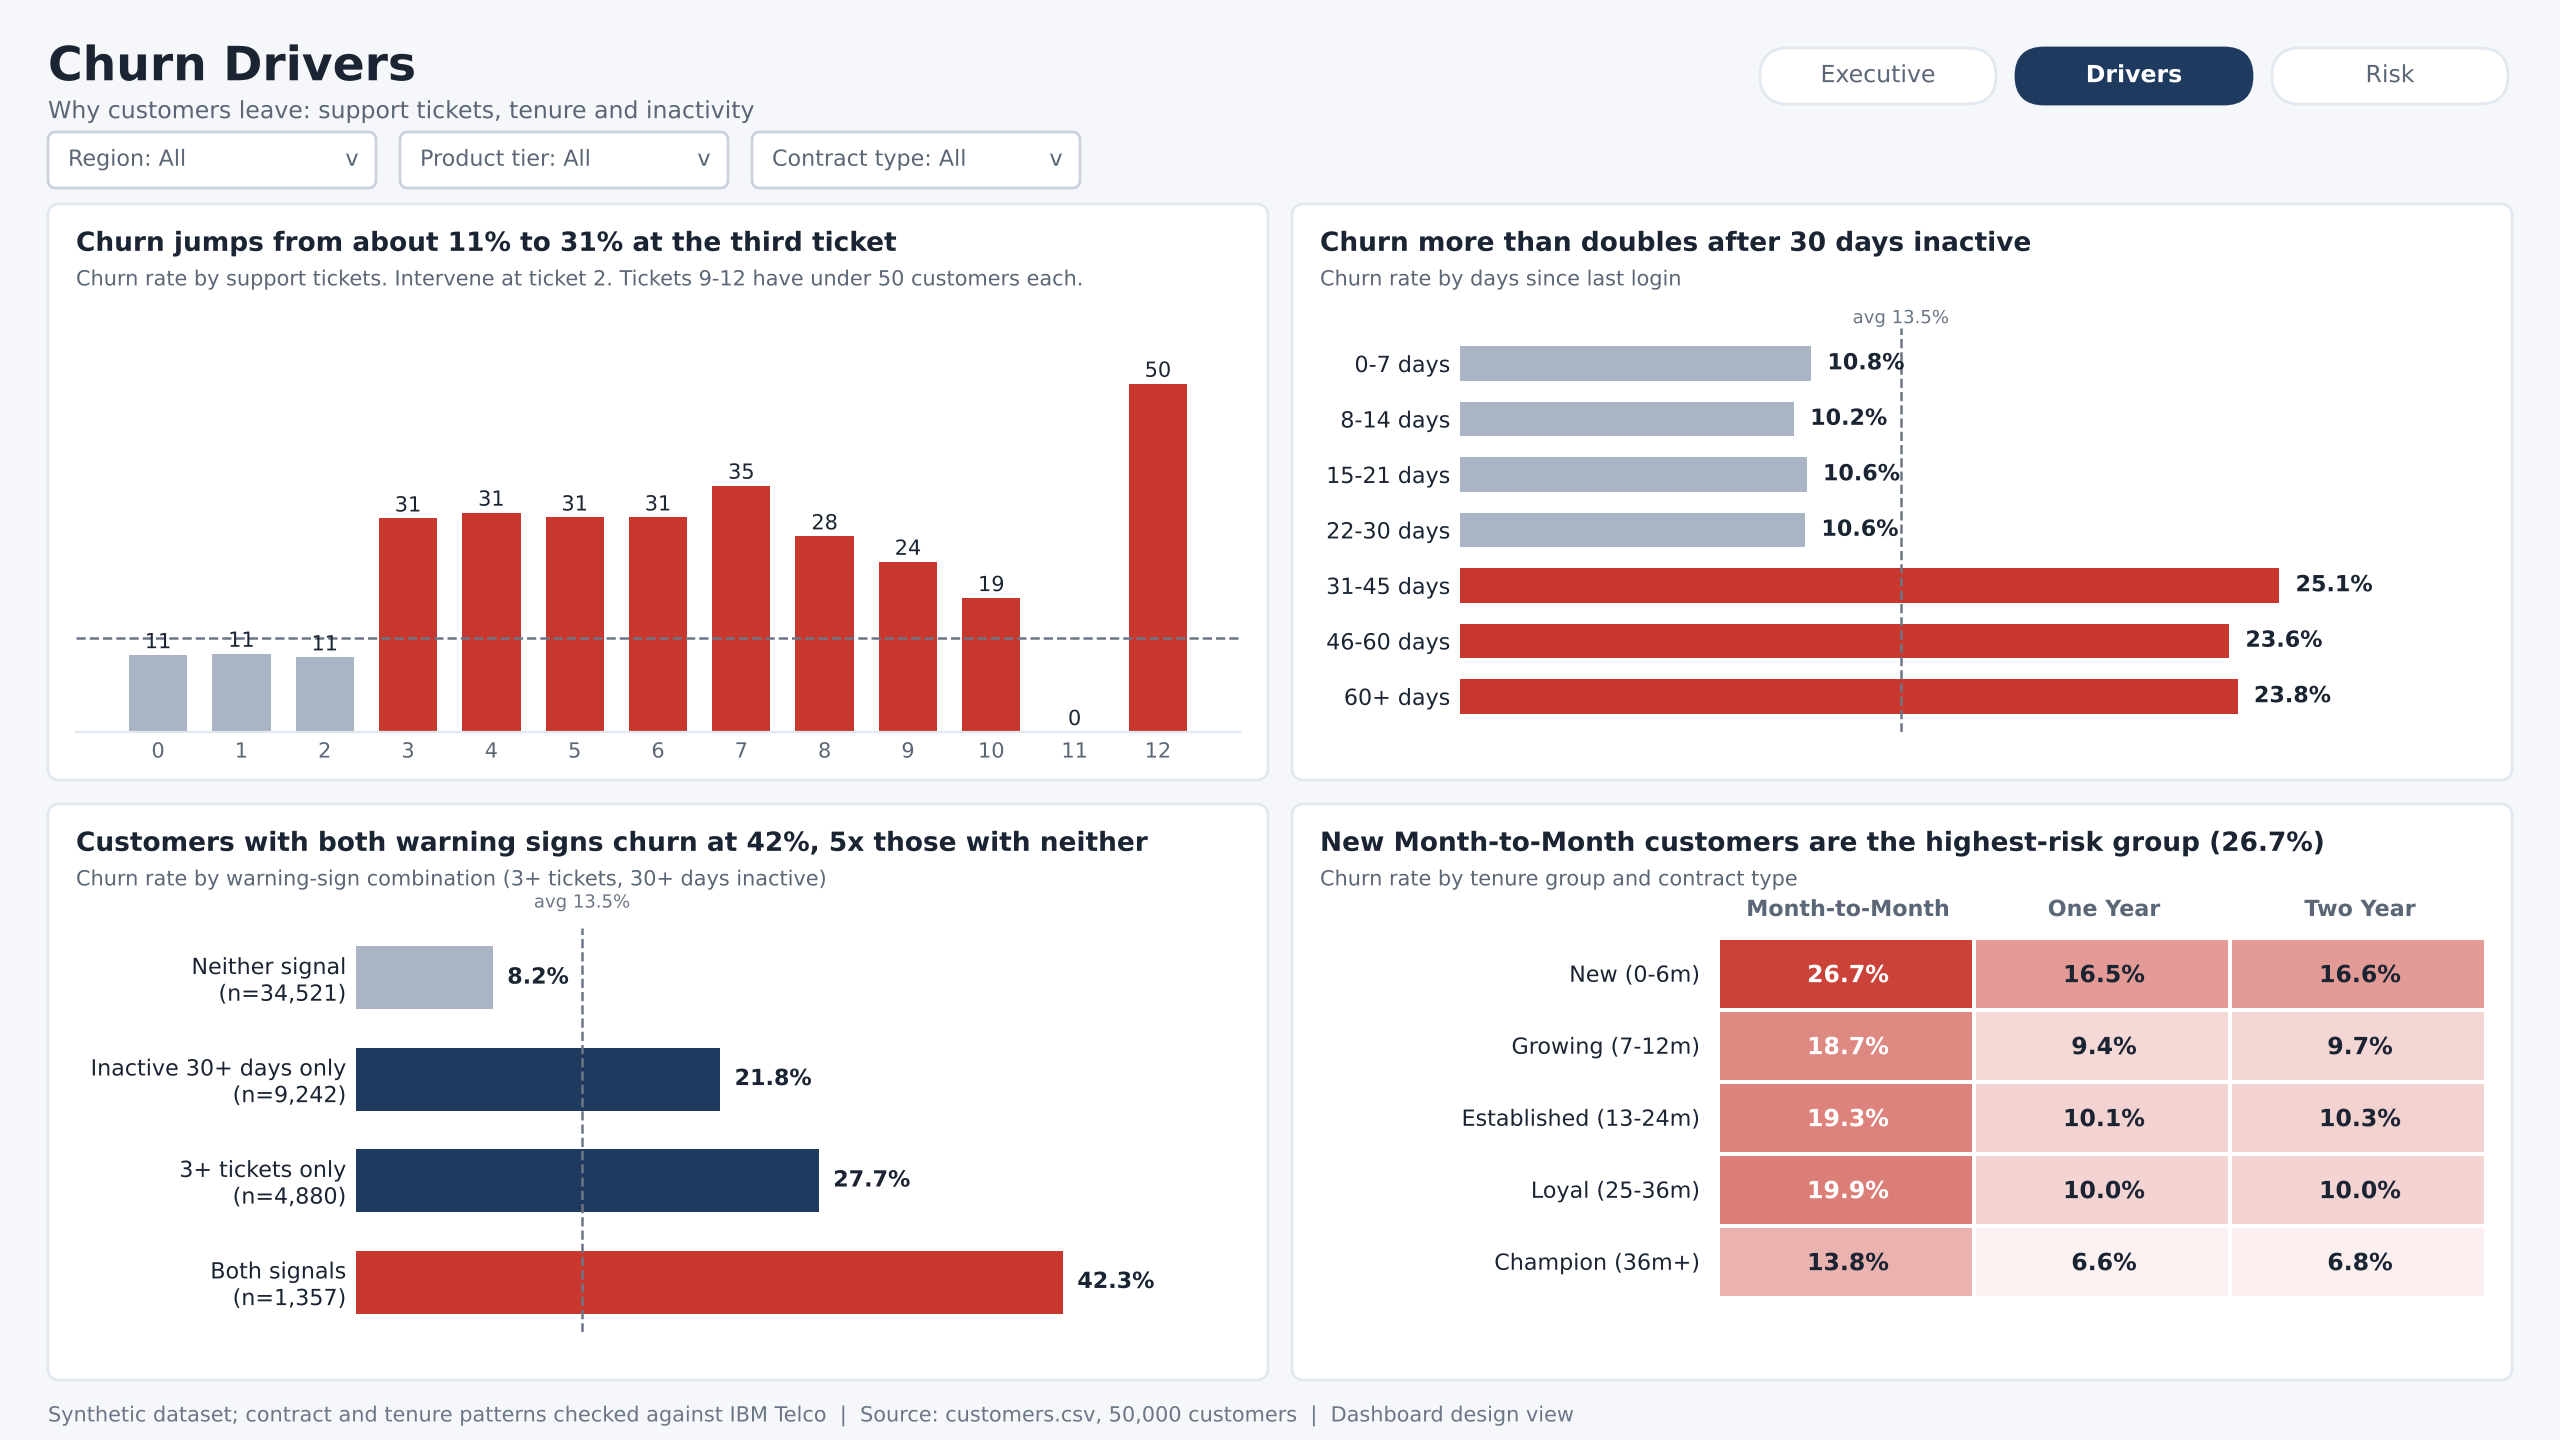 Churn Drivers
Why customers leave: support tickets, tenure and inactivity
Executive
Drivers
Risk
Region: All v
Product tier: All v
Contract type: All v
Churn jumps from about 11% to 31% at the third ticket
Churn rate by support tickets. Intervene at ticket 2. Tickets 9-12 have under 50 customers each.
11 11 11 31 31 31 31 35 28 24 19 0 50
0 1 2 3 4 5 6 7 8 9 10 11 12
Churn more than doubles after 30 days inactive
Churn rate by days since last login
avg 13.5%
0-7 days 10.8%
8-14 days 10.2%
15-21 days 10.6%
22-30 days 10.6%
31-45 days 25.1%
46-60 days 23.6%
60+ days 23.8%
Customers with both warning signs churn at 42%, 5x those with neither
Churn rate by warning-sign combination (3+ tickets, 30+ days inactive)
avg 13.5%
Neither signal
(n=34,521)
8.2%
Inactive 30+ days only
(n=9,242)
21.8%
3+ tickets only
(n=4,880)
27.7%
Both signals
(n=1,357)
42.3%
New Month-to-Month customers are the highest-risk group (26.7%)
Churn rate by tenure group and contract type
Month-to-Month One Year Two Year
New (0-6m) 26.7% 16.5% 16.6%
Growing (7-12m) 18.7% 9.4% 9.7%
Established (13-24m) 19.3% 10.1% 10.3%
Loyal (25-36m) 19.9% 10.0% 10.0%
Champion (36m+) 13.8% 6.6% 6.8%
Synthetic dataset; contract and tenure patterns checked against IBM Telco | Source: customers.csv, 50,000 customers | Dashboard design view